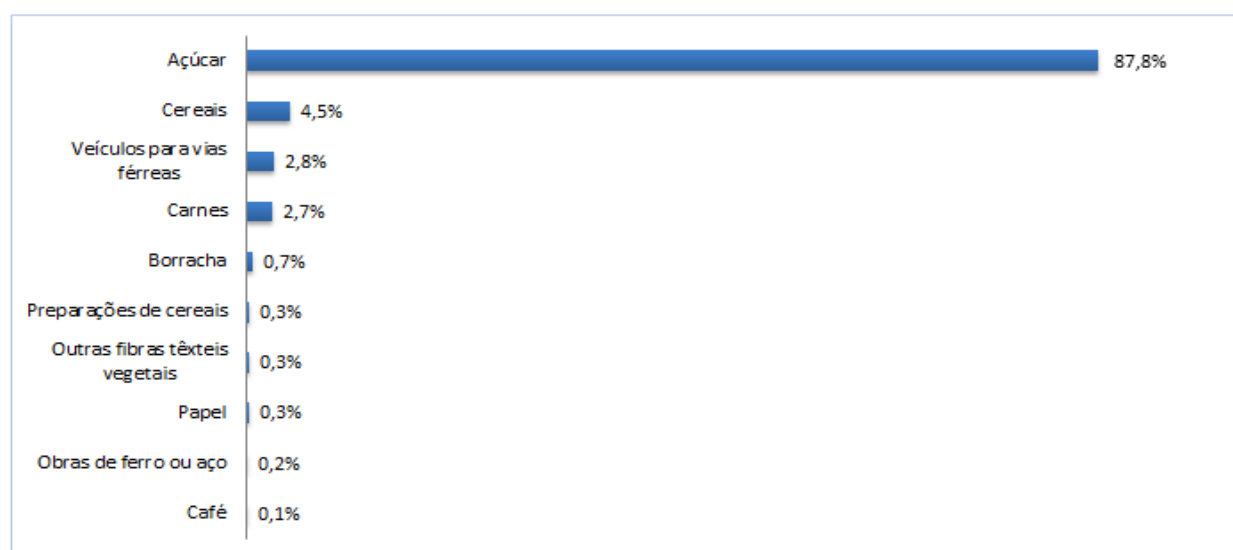 Açúcar 87,8%
Cereais 4,5%
Veículos para vias
férreas 2,8%
Carnes 2,7%
Borracha 0,7%
Preparações de cereais 0,3%
Outras fibras têxteis
vegetais 0,3%
Papel 0,3%
Obras de ferro ou aço 0,2%
Café 0,1%